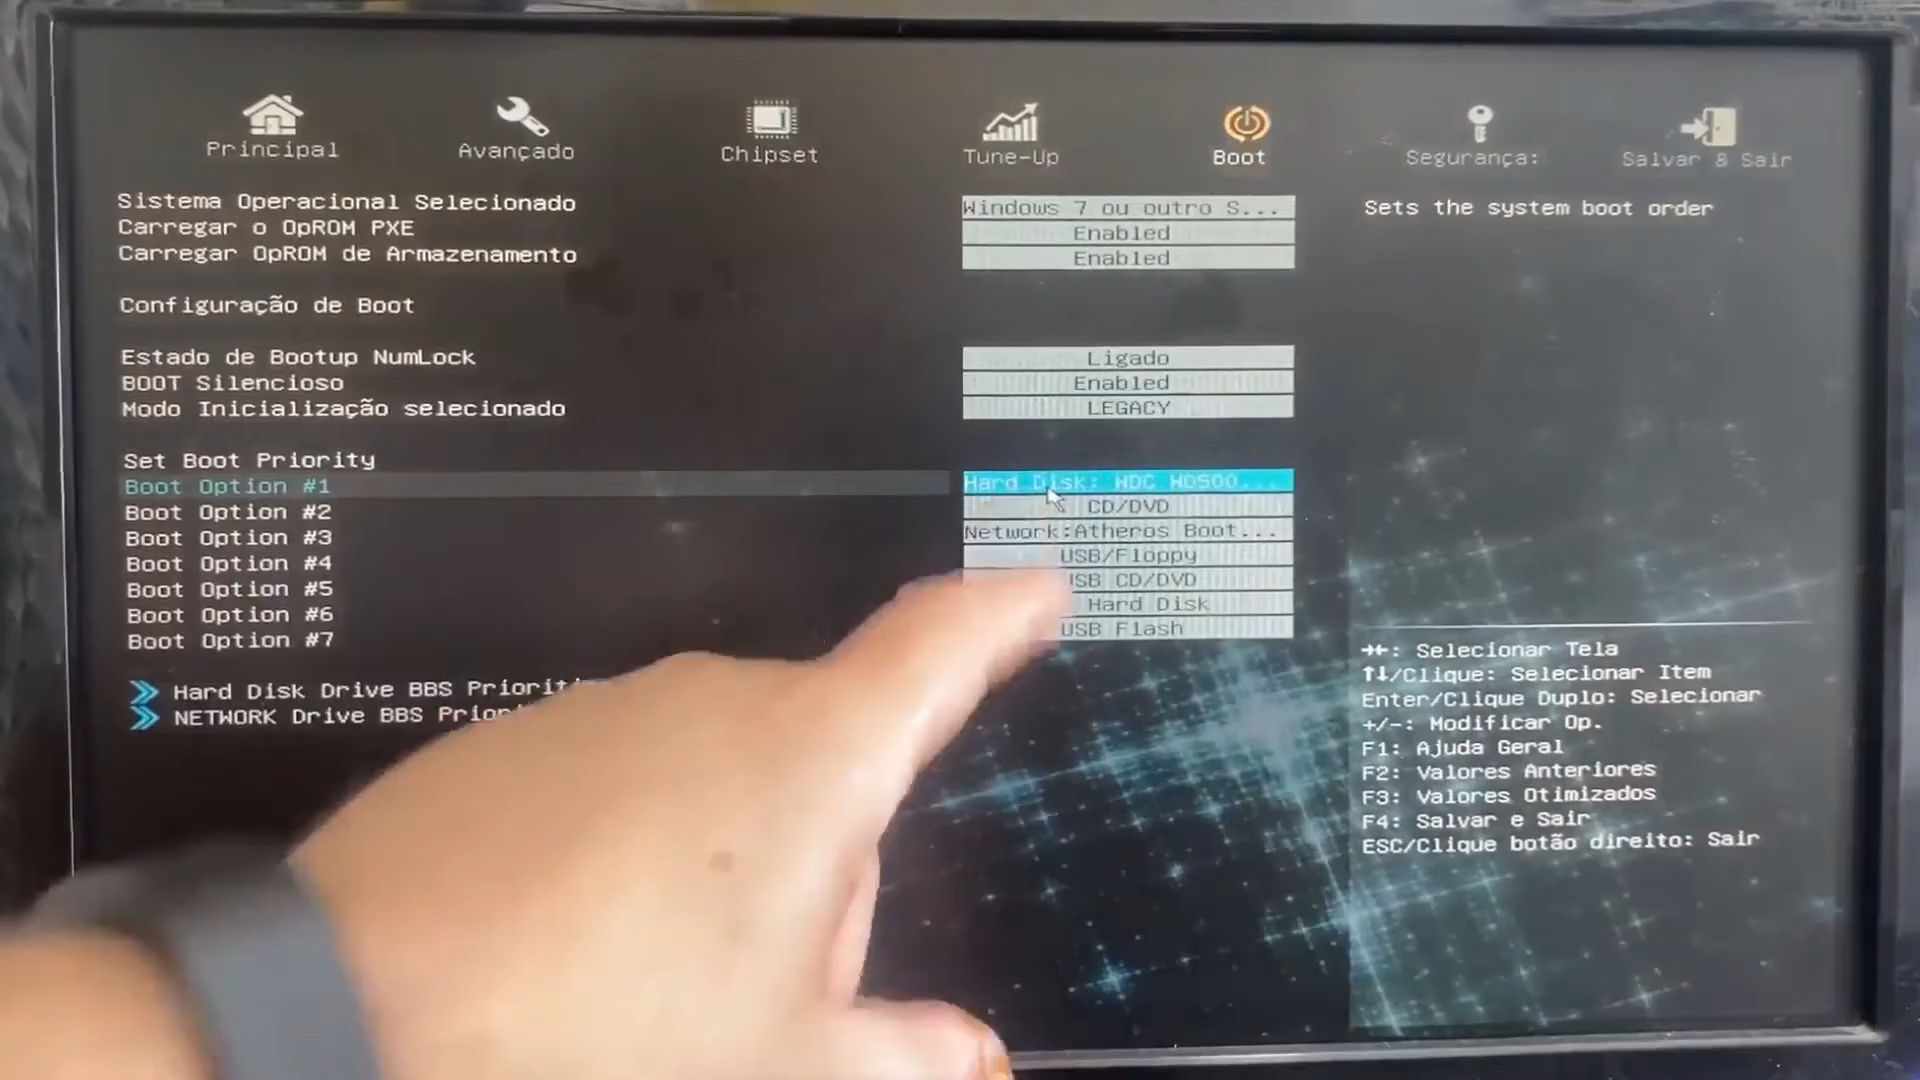 Principal
Avançado
Chipset
Tune-Up
Boot
Segurança:
Salvar & Sair
Sistema Operacional Selecionado Windows 7 ou outro S...
Carregar o OpROM PXE Enabled
Carregar OpROM de Armazenamento Enabled
Configuração de Boot
Estado de Bootup NumLock Ligado
BOOT Silencioso Enabled
Modo Inicialização selecionado LEGACY
Set Boot Priority
Boot Option #1 Hard Disk: WDC WD500...
Boot Option #2 CD/DVD
Boot Option #3 Network:Atheros Boot...
Boot Option #4 USB/Floppy
Boot Option #5 USB CD/DVD
Boot Option #6 Hard Disk
Boot Option #7 USB Flash
Hard Disk Drive BBS
NETWORK Drive BBS
Sets the system boot order
→←: Selecionar Tela
↑↓/Clique: Selecionar Item
Enter/Clique Duplo: Selecionar
+/-: Modificar Op.
F1: Ajuda Geral
F2: Valores Anteriores
F3: Valores Otimizados
F4: Salvar e Sair
ESC/Clique botão direito: Sair